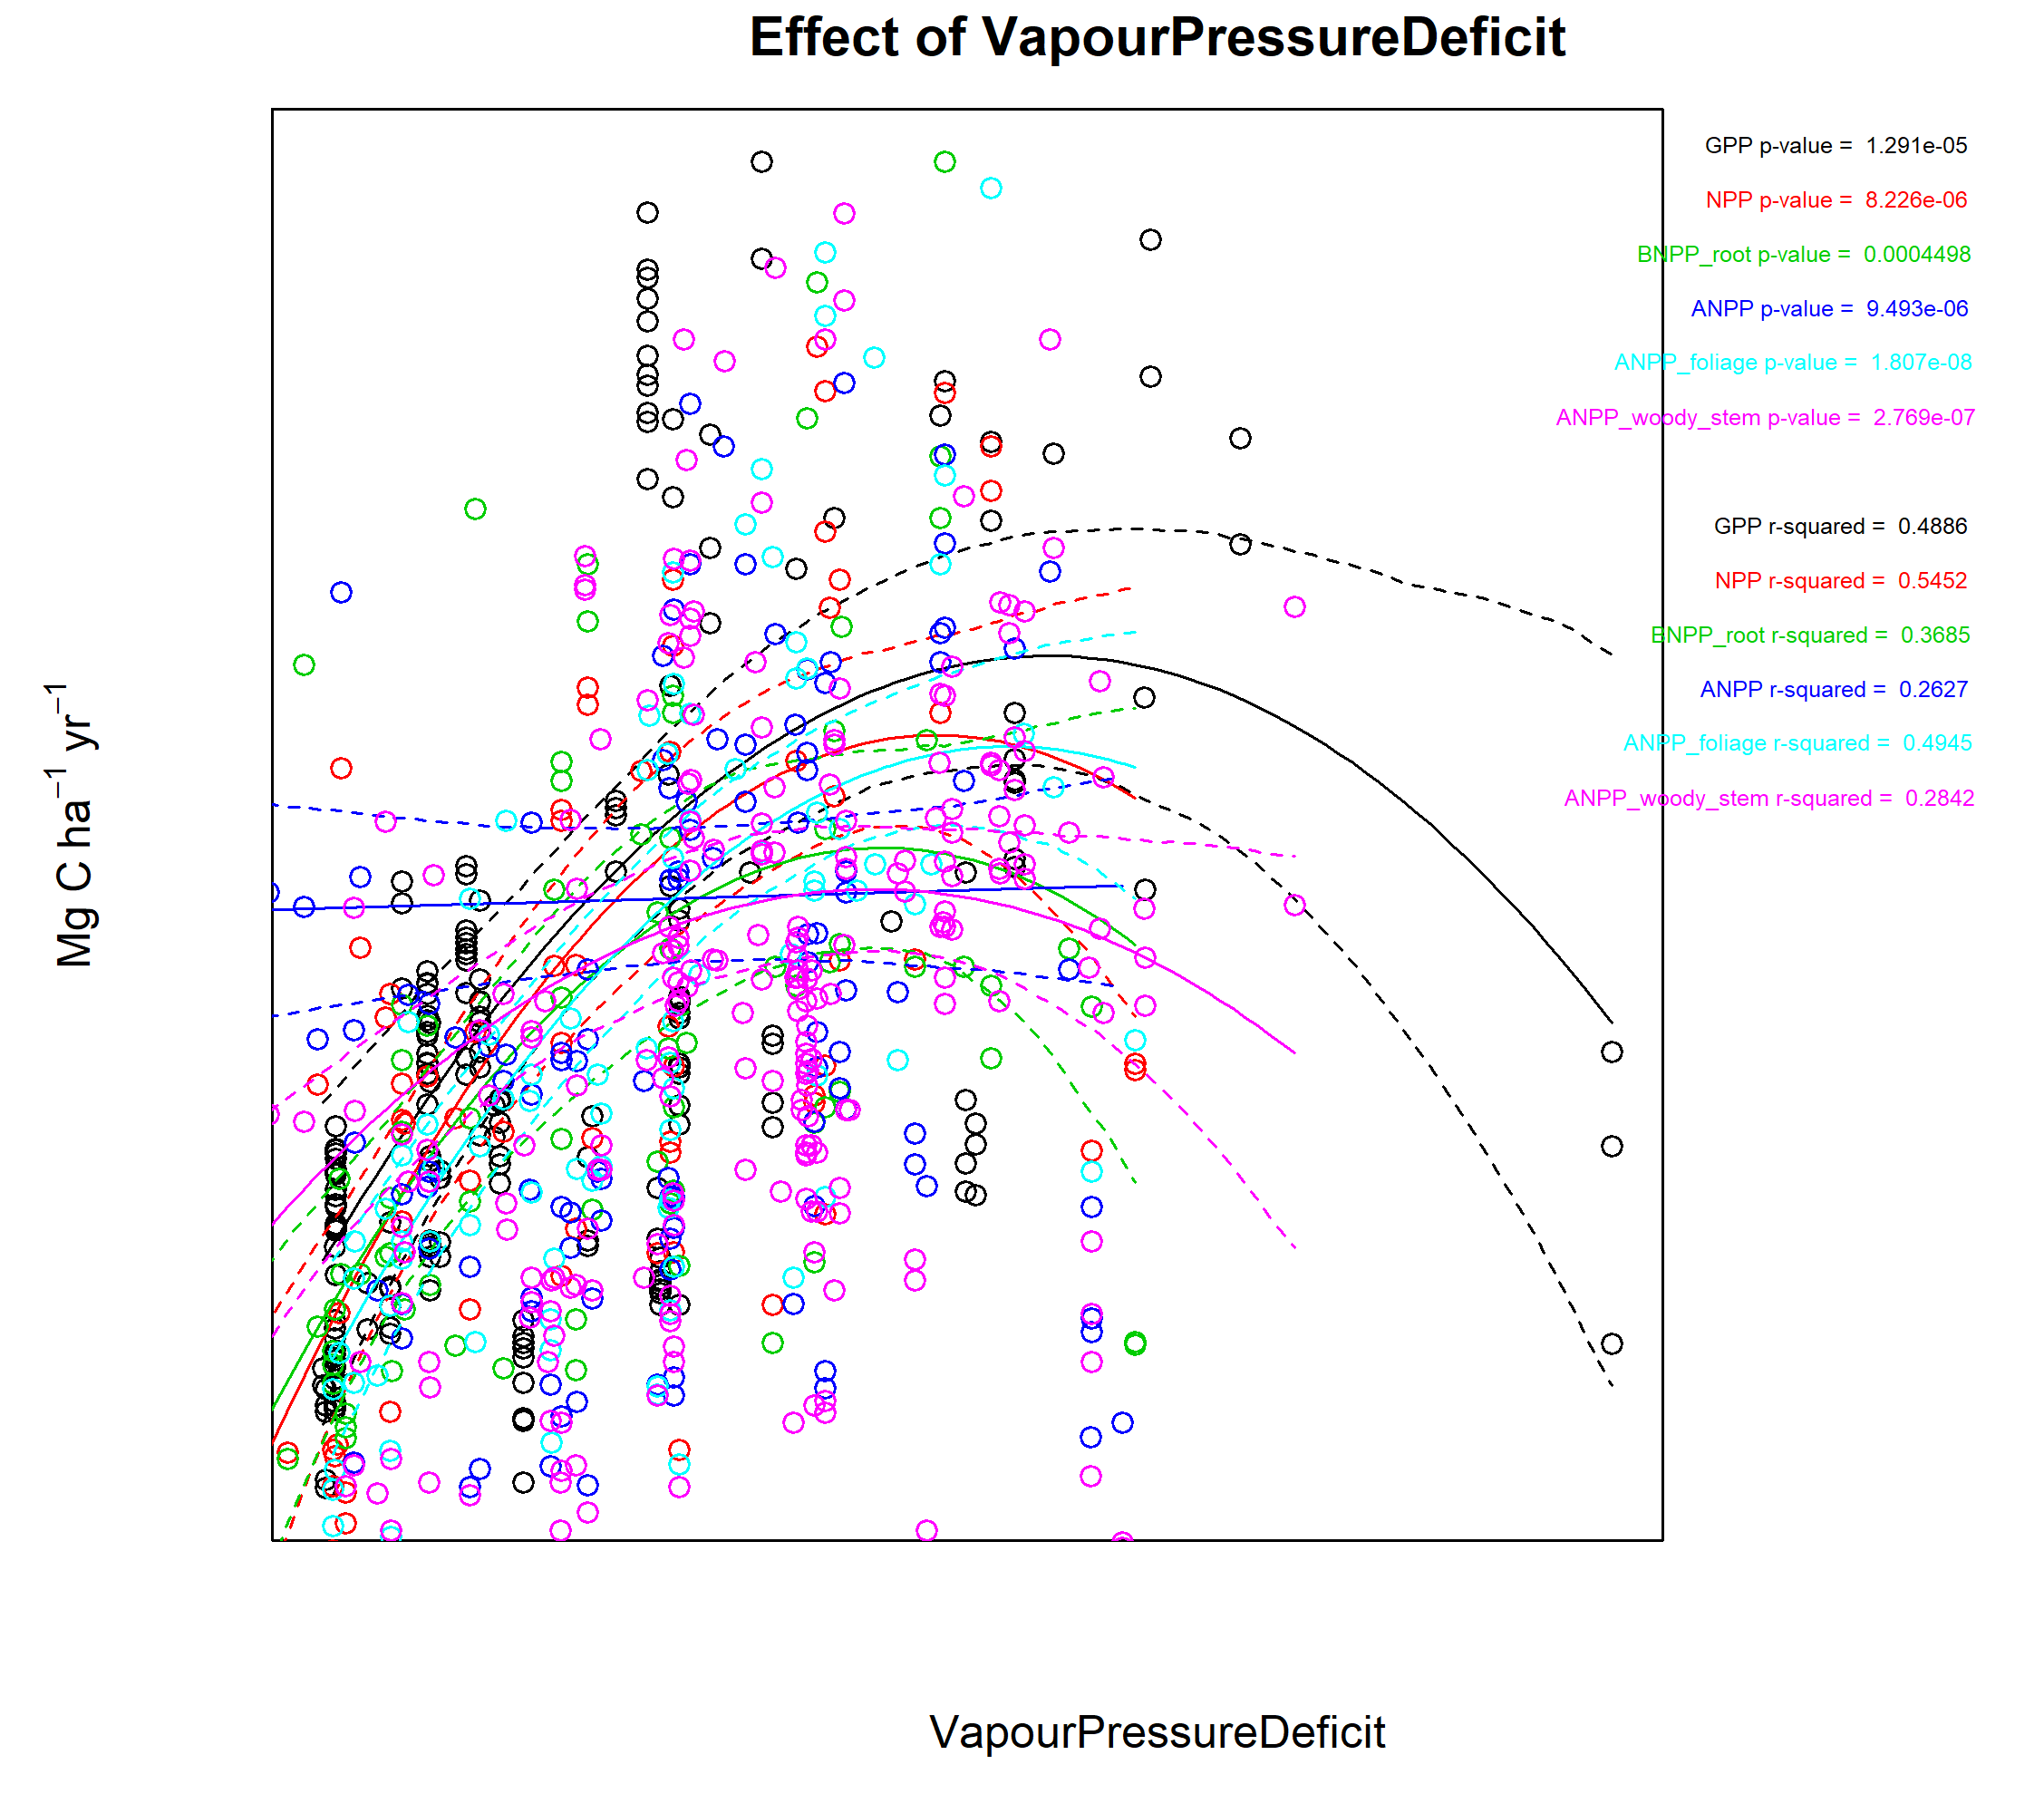 Effect of VapourPressureDeficit
GPP p-value = 1.291e-05
NPP p-value = 8.226e-06
BNPP_root p-value = 0.0004498
ANPP p-value = 9.493e-06
ANPP_foliage p-value = 1.807e-08
ANPP_woody_stem p-value = 2.769e-07
GPP r-squared = 0.4886
NPP r-squared = 0.5452
BNPP_root r-squared = 0.3685
ANPP r-squared = 0.2627
ANPP_foliage r-squared = 0.4945
ANPP_woody_stem r-squared = 0.2842
Mg C ha⁻¹ yr⁻¹
VapourPressureDeficit